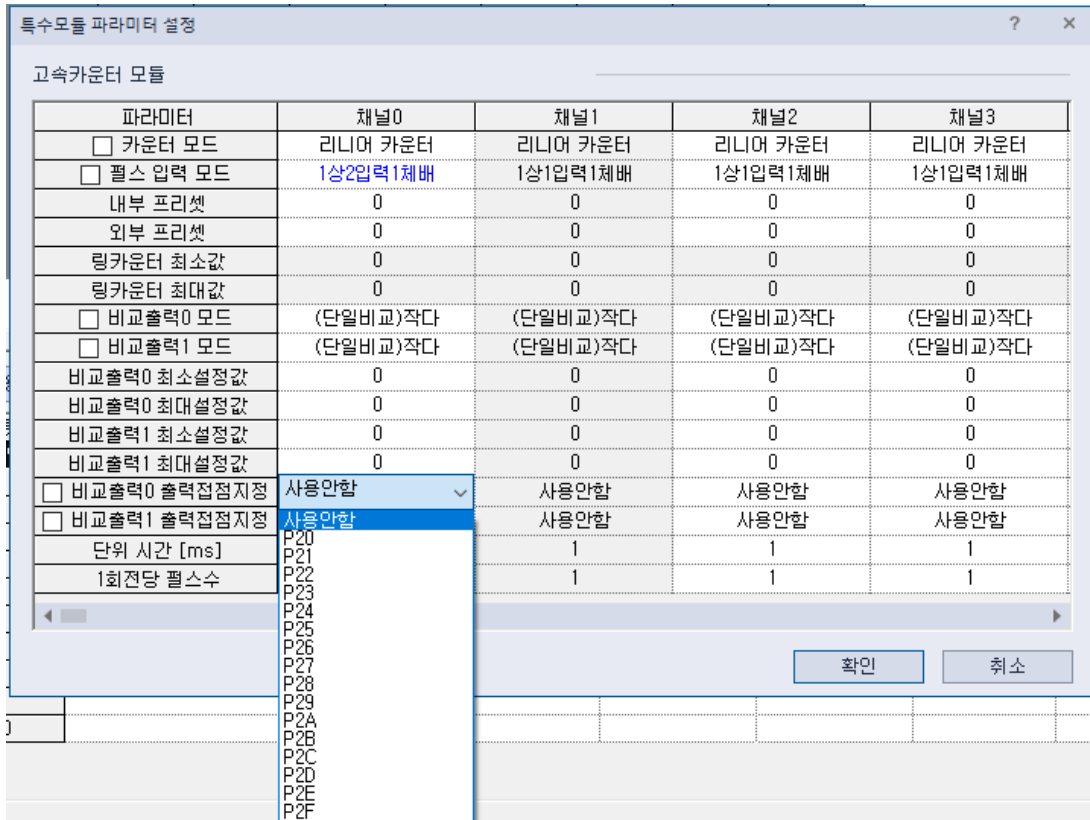 특수모듈 파라미터 설정 ? ×
고속카운터 모듈
파라미터 채널0 채널1 채널2 채널3
카운터 모드 리니어 카운터 리니어 카운터 리니어 카운터 리니어 카운터
펄스 입력 모드 1상2입력1체배 1상1입력1체배 1상1입력1체배 1상1입력1체배
내부 프리셋 0 0 0 0
외부 프리셋 0 0 0 0
링카운터 최소값 0 0 0 0
링카운터 최대값 0 0 0 0
비교출력0 모드 (단일비교)작다 (단일비교)작다 (단일비교)작다 (단일비교)작다
비교출력1 모드 (단일비교)작다 (단일비교)작다 (단일비교)작다 (단일비교)작다
비교출력0 최소설정값 0 0 0 0
비교출력0 최대설정값 0 0 0 0
비교출력1 최소설정값 0 0 0 0
비교출력1 최대설정값 0 0 0 0
비교출력0 출력접점지정 사용안함 사용안함 사용안함 사용안함
비교출력1 출력접점지정 사용안함 사용안함 사용안함 사용안함
단위 시간 [ms] 1 1 1
1회전당 펄스수 1 1 1
P20
P21
P22
P23
P24
P25
P26
P27
P28
P29
P2A
P2B
P2C
P2D
P2E
P2F
확인 취소